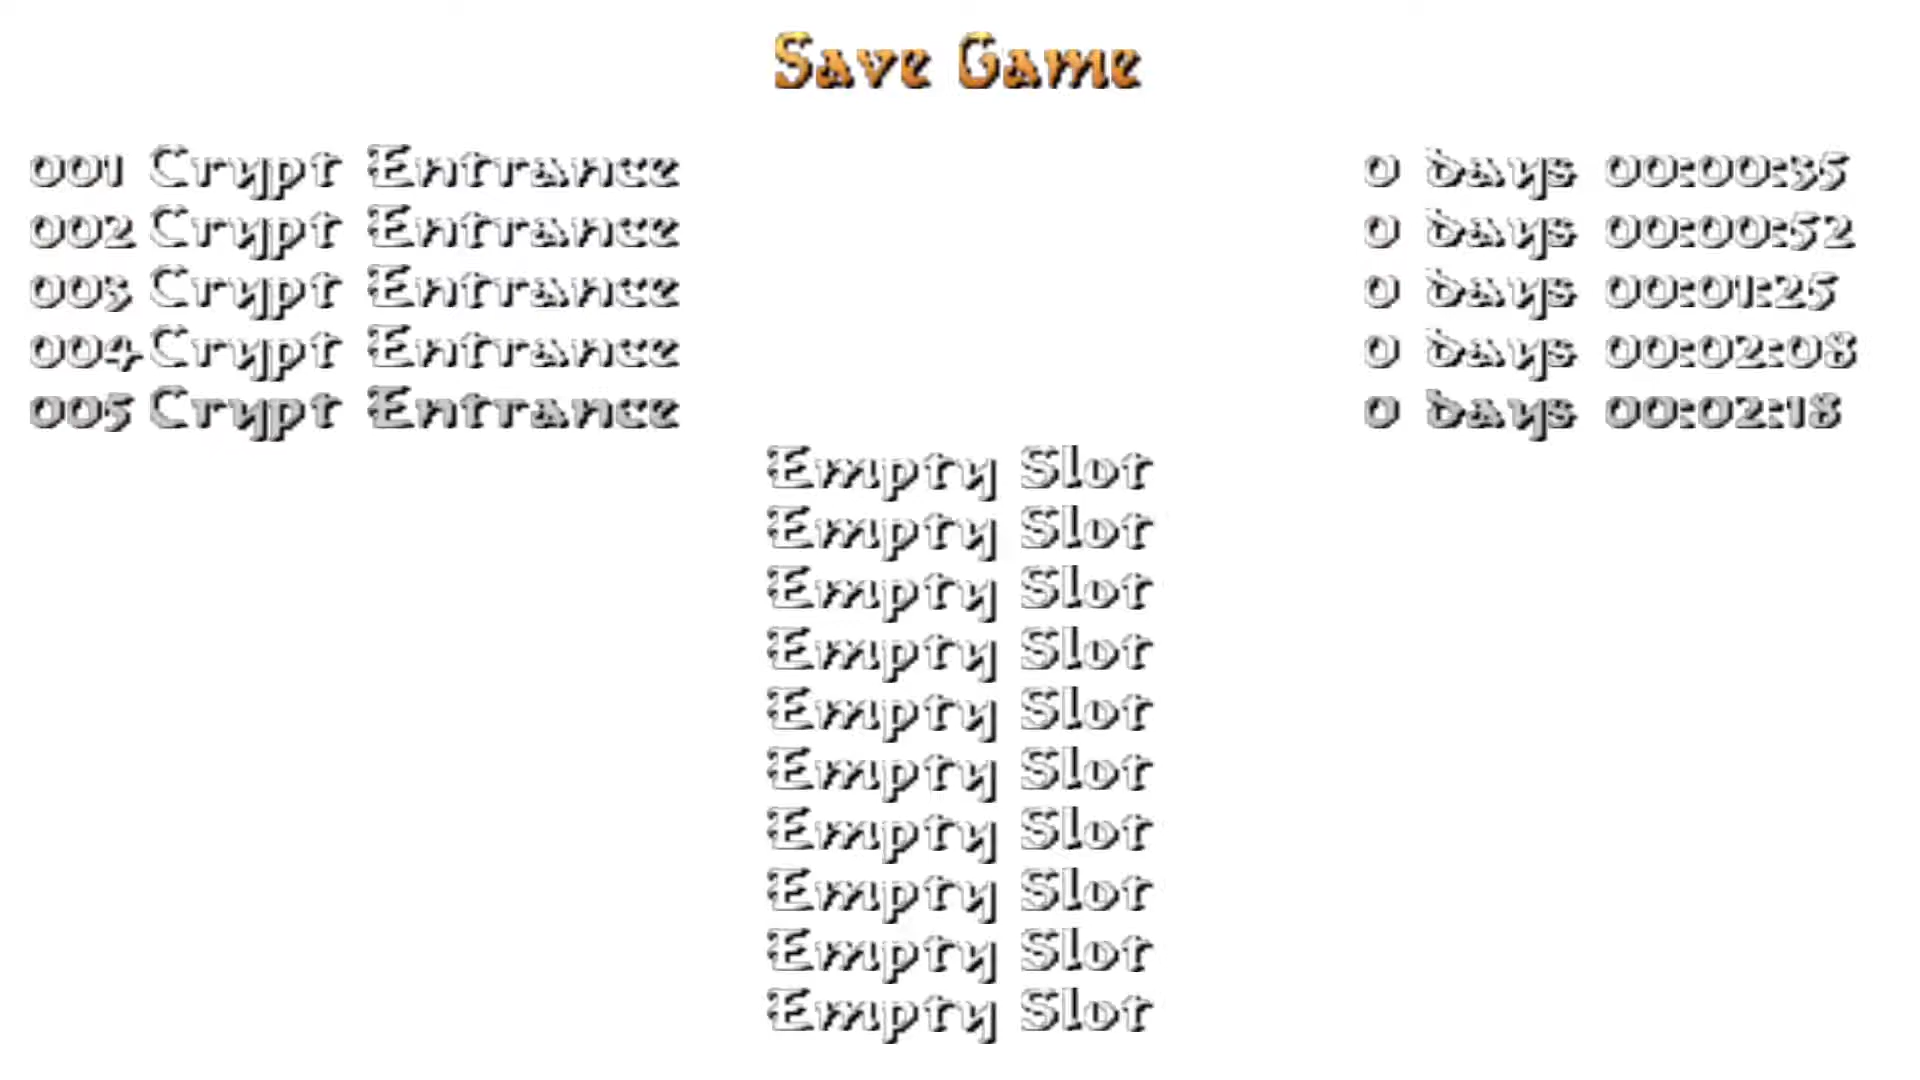 Save Game
001 Crypt Entrance 0 days 00:00:35
002 Crypt Entrance 0 days 00:00:52
003 Crypt Entrance 0 days 00:01:25
004 Crypt Entrance 0 days 00:02:08
005 Crypt Entrance 0 days 00:02:18
Empty Slot
Empty Slot
Empty Slot
Empty Slot
Empty Slot
Empty Slot
Empty Slot
Empty Slot
Empty Slot
Empty Slot